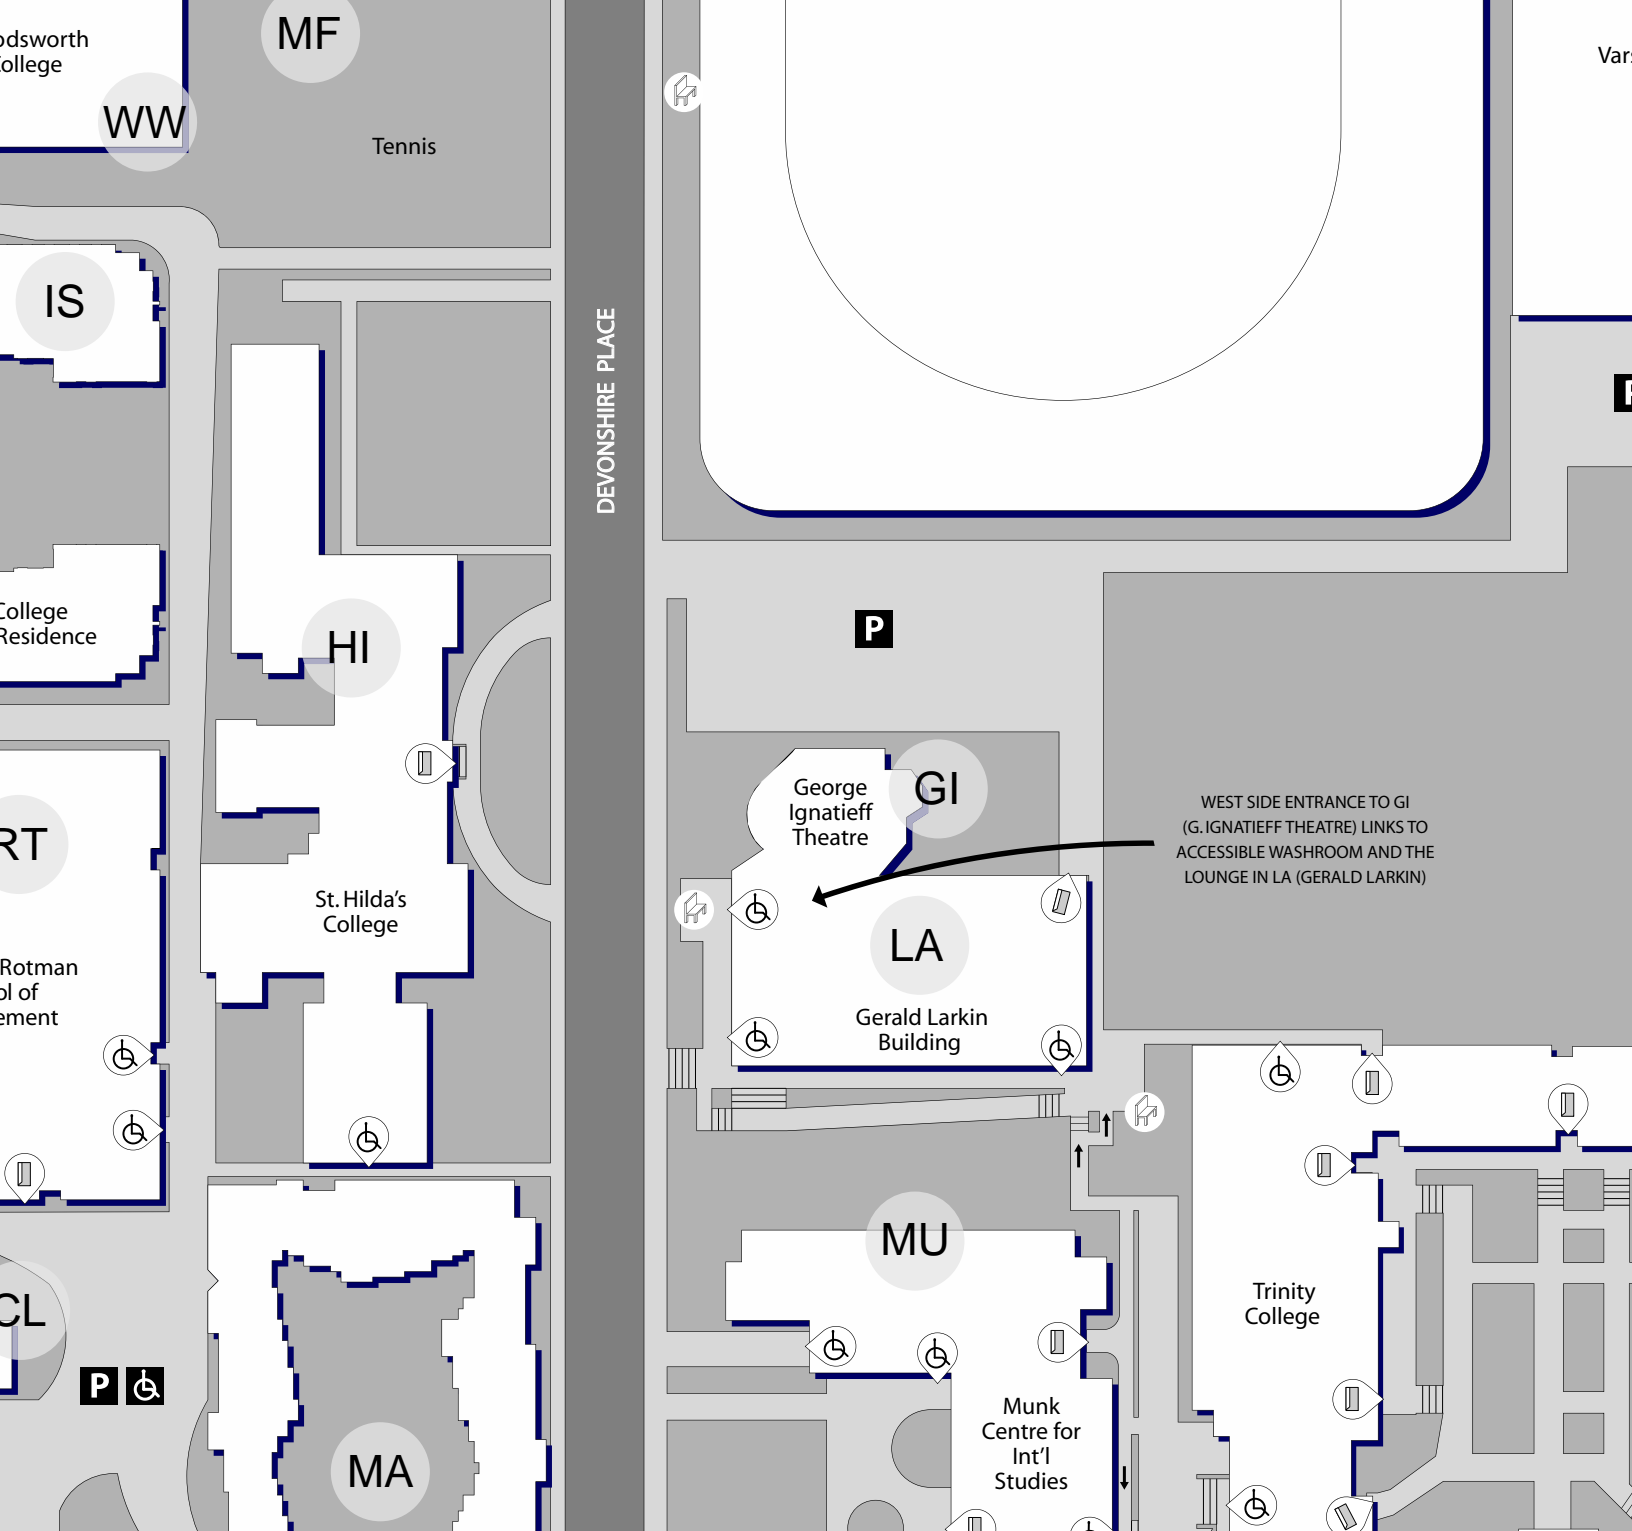 odsworth
College
MF
WW
Tennis
IS
DEVONSHIRE PLACE
College
Residence
HI
P
George
Ignatieff
Theatre
GI
WEST SIDE ENTRANCE TO GI
(G. IGNATIEFF THEATRE) LINKS TO
ACCESSIBLE WASHROOM AND THE
LOUNGE IN LA (GERALD LARKIN)
RT
St. Hilda's
College
LA
Rotman
ol of
ement
Gerald Larkin
Building
MU
CL
Trinity
College
P
Munk
Centre for
Int'l
Studies
MA